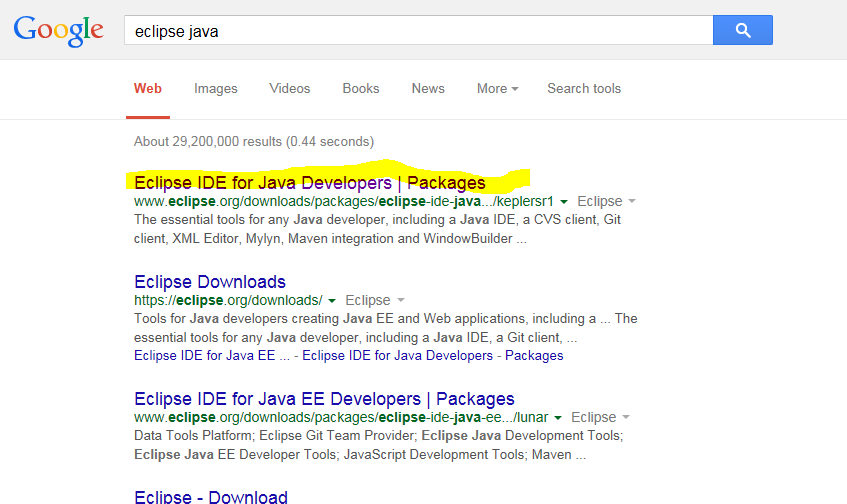 Google
eclipse java
Web Images Videos Books News More Search tools
About 29,200,000 results (0.44 seconds)
Eclipse IDE for Java Developers | Packages
www.eclipse.org/downloads/packages/eclipse-ide-java.../keplersr1 Eclipse
The essential tools for any Java developer, including a Java IDE, a CVS client, Git
client, XML Editor, Mylyn, Maven integration and WindowBuilder ...
Eclipse Downloads
https://eclipse.org/downloads/ Eclipse
Tools for Java developers creating Java EE and Web applications, including a ... The
essential tools for any Java developer, including a Java IDE, a Git client, ...
Eclipse IDE for Java EE ... - Eclipse IDE for Java Developers - Packages
Eclipse IDE for Java EE Developers | Packages
www.eclipse.org/downloads/packages/eclipse-ide-java-ee.../lunar Eclipse
Data Tools Platform; Eclipse Git Team Provider; Eclipse Java Development Tools;
Eclipse Java EE Developer Tools; JavaScript Development Tools; Maven ...
Eclipse - Download